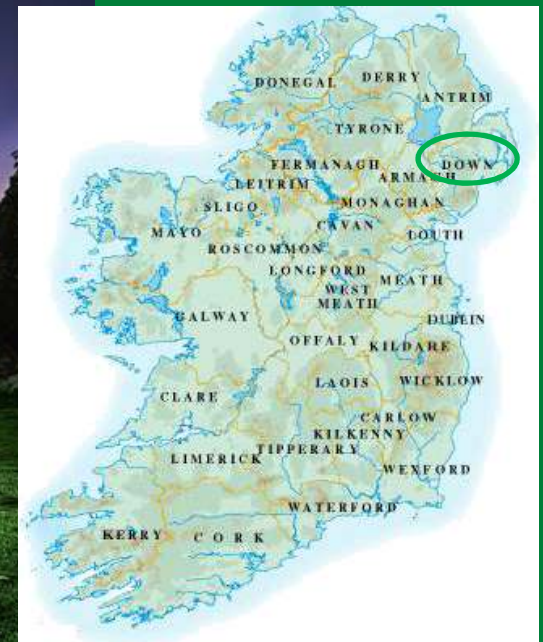 DONEGAL
DERRY
ANTRIM
TYRONE
DOWN
FERMANAGH
ARMAGH
LEITRIM
MONAGHAN
SLIGO
CAVAN
MAYO
LOUTH
ROSCOMMON
LONGFORD
MEATH
WEST
MEATH
GALWAY
DUBLIN
OFFALY
KILDARE
LAOIS
WICKLOW
CLARE
CARLOW
KILKENNY
TIPPERARY
LIMERICK
WEXFORD
WATERFORD
KERRY
CORK